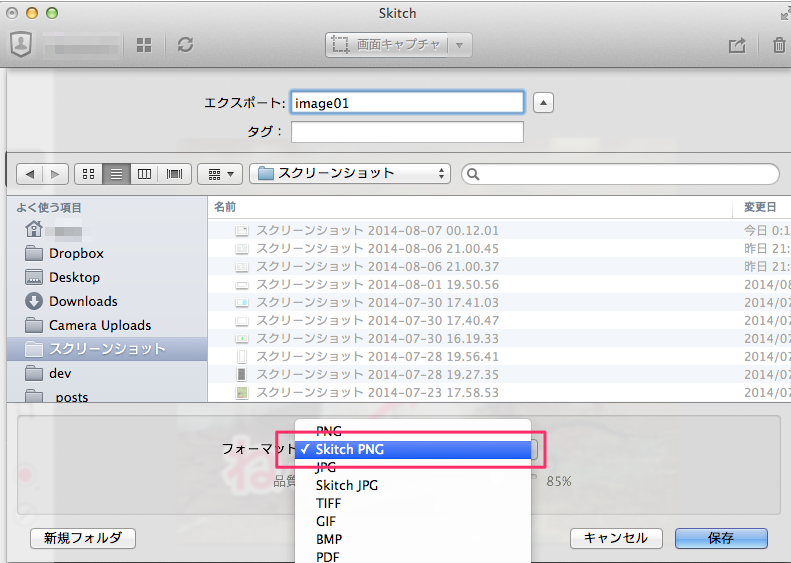 Skitch
画面キャプチャ
エクスポート: image01
タグ：
スクリーンショット
よく使う項目
名前 変更日
スクリーンショット 2014-08-07 00.12.01 今日 0:1
Dropbox
スクリーンショット 2014-08-06 21.00.45 昨日 21:
スクリーンショット 2014-08-06 21.00.37 昨日 21:
Desktop
スクリーンショット 2014-08-01 19.50.56 2014/08
Downloads
スクリーンショット 2014-07-30 17.41.03 2014/07
Camera Uploads
スクリーンショット 2014-07-30 17.40.47 2014/07
スクリーンショット 2014-07-30 16.19.33 2014/07
スクリーンショット
スクリーンショット 2014-07-28 19.56.41 2014/07
dev
スクリーンショット 2014-07-28 19.27.35 2014/07
_posts
スクリーンショット 2014-07-23 17.58.53 2014/07
PNG
フォーマット ✓ Skitch PNG
JPG
品質 85%
Skitch JPG
TIFF
GIF
BMP
PDF
新規フォルダ キャンセル 保存